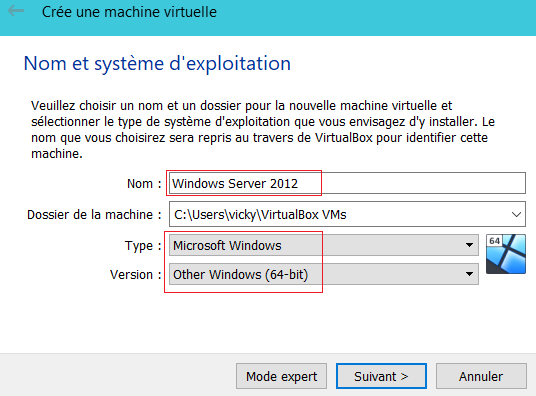 Crée une machine virtuelle
Nom et système d'exploitation
Veuillez choisir un nom et un dossier pour la nouvelle machine virtuelle et
sélectionner le type de système d'exploitation que vous envisagez d'y installer. Le
nom que vous choisirez sera repris au travers de VirtualBox pour identifier cette
machine.
Nom : Windows Server 2012
Dossier de la machine : C:\Users\vicky\VirtualBox VMs
Type : Microsoft Windows 64
Version : Other Windows (64-bit)
Mode expert Suivant > Annuler